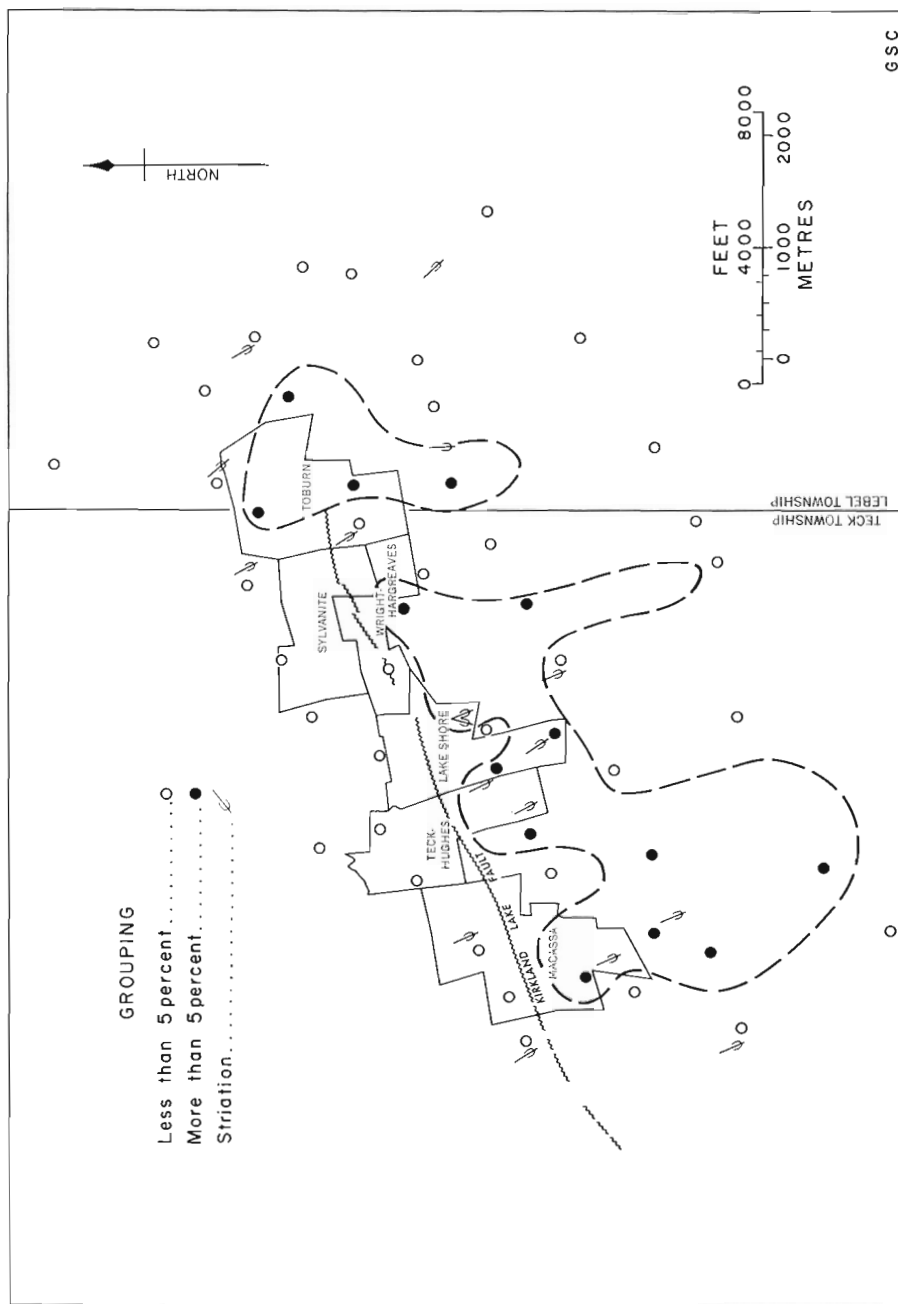 GROUPING
Less than 5 percent..............
More than 5 percent...........
Striation.........................
NORTH
TOBURN
SYLVANITE
WRIGHT-
HARGREAVES
LAKE SHORE
TECK-
HUGHES
KIRKLAND LAKE FAULT
MACASSA
TECK TOWNSHIP
LEBEL TOWNSHIP
FEET
0 4000 8000
0 1000 2000
METRES
GSC